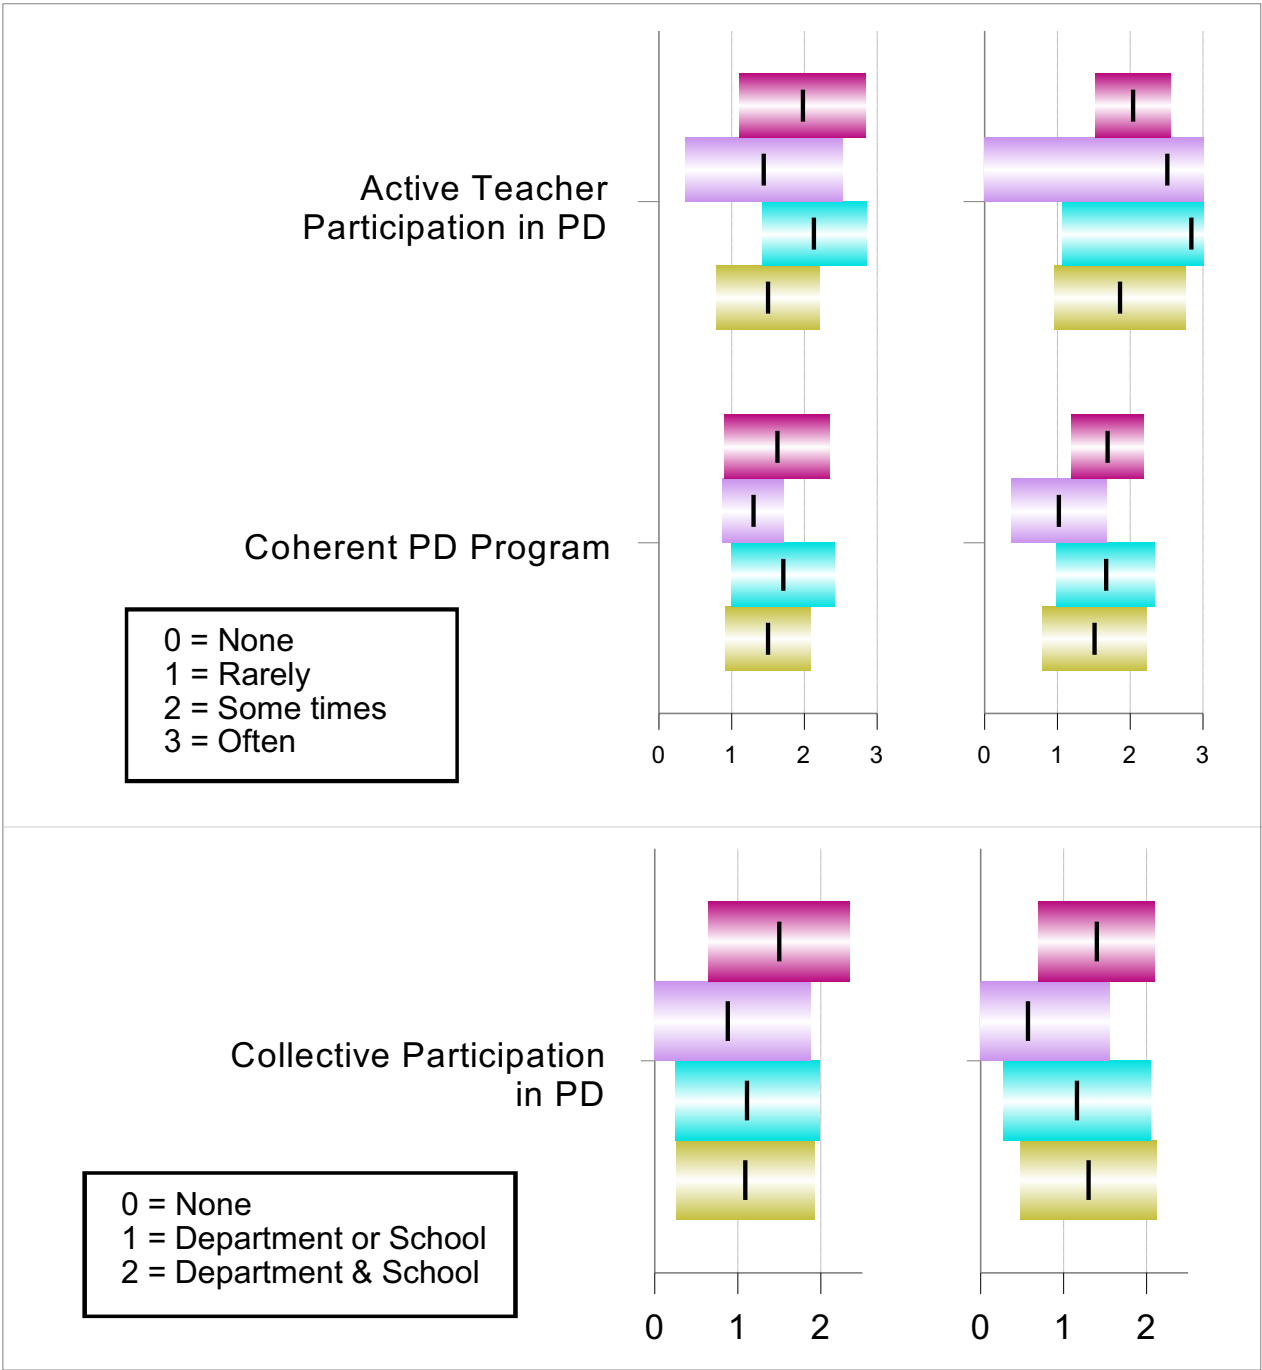 Active Teacher
Participation in PD
Coherent PD Program
0 = None
1 = Rarely
2 = Some times
3 = Often
0 1 2 3 0 1 2 3
Collective Participation
in PD
0 = None
1 = Department or School
2 = Department & School
0 1 2 0 1 2